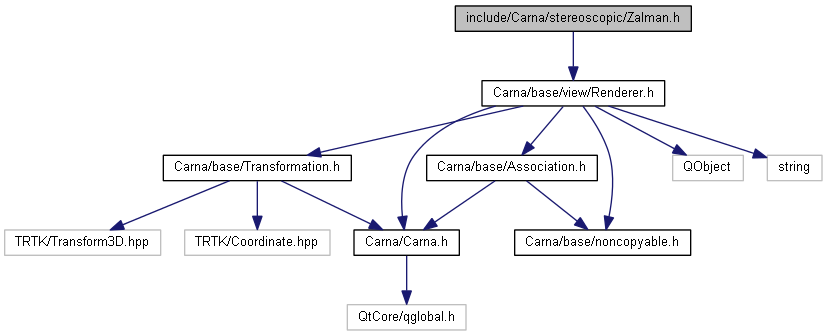 include/Carna/stereoscopic/Zalman.h
Carna/base/view/Renderer.h
Carna/base/Transformation.h
Carna/base/Association.h
QObject
string
TRTK/Transform3D.hpp
TRTK/Coordinate.hpp
Carna/Carna.h
Carna/base/noncopyable.h
QtCore/qglobal.h